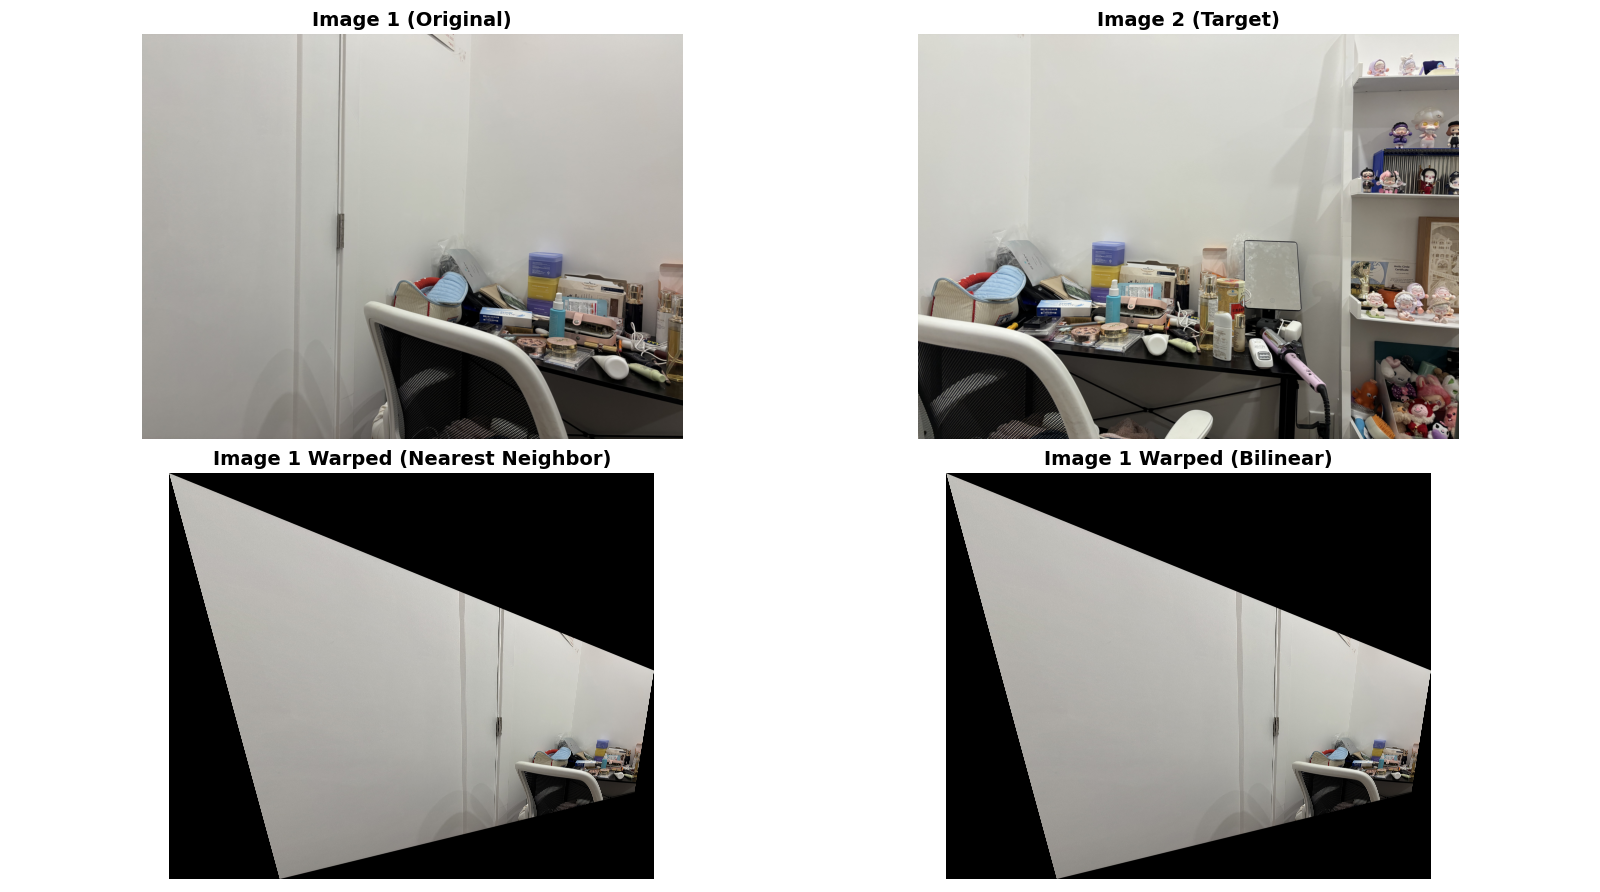 Image 1 (Original)
Image 2 (Target)
Image 1 Warped (Nearest Neighbor)
Image 1 Warped (Bilinear)